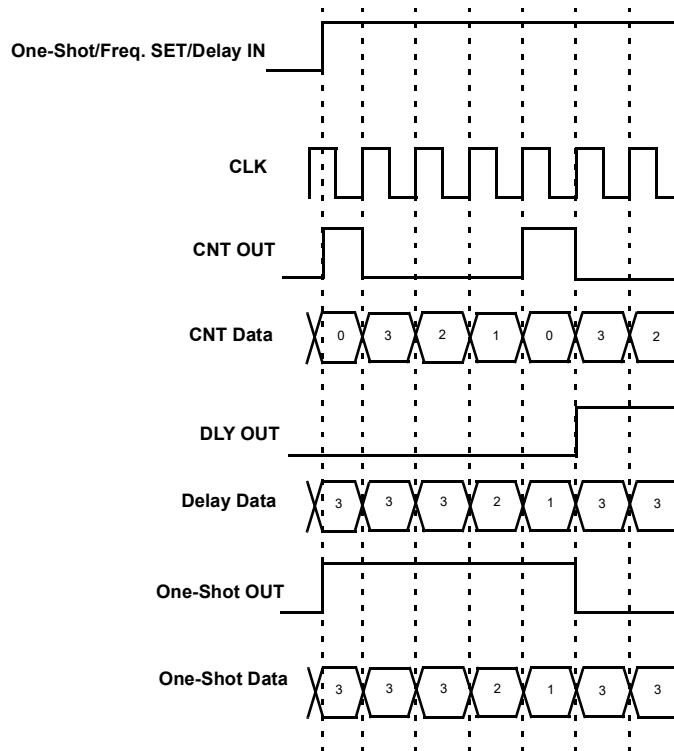 One-Shot/Freq. SET/Delay IN
CLK
CNT OUT
CNT Data 0 3 2 1 0 3 2
DLY OUT
Delay Data 3 3 3 2 1 3 3
One-Shot OUT
One-Shot Data 3 3 3 2 1 3 3